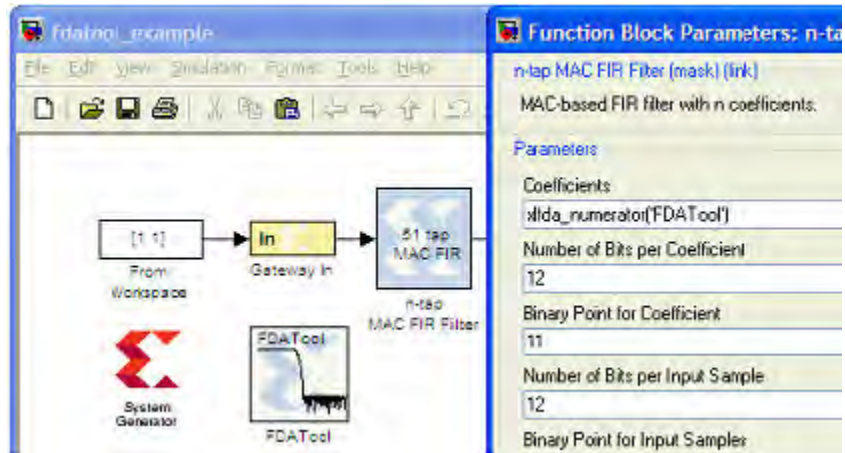 fdatool_example
File Edit View Simulation Format Tools Help
[1 1]
From
Workspace
In
Gateway In
51 tap
MAC FIR
n-tap
MAC FIR Filter
System
Generator
FDATool
FDATool
Function Block Parameters: n-ta
n-tap MAC FIR Filter (mask) (link)
MAC-based FIR filter with n coefficients.
Parameters
Coefficients
xlfda_numerator('FDATool')
Number of Bits per Coefficient
12
Binary Point for Coefficient
11
Number of Bits per Input Sample
12
Binary Point for Input Samples